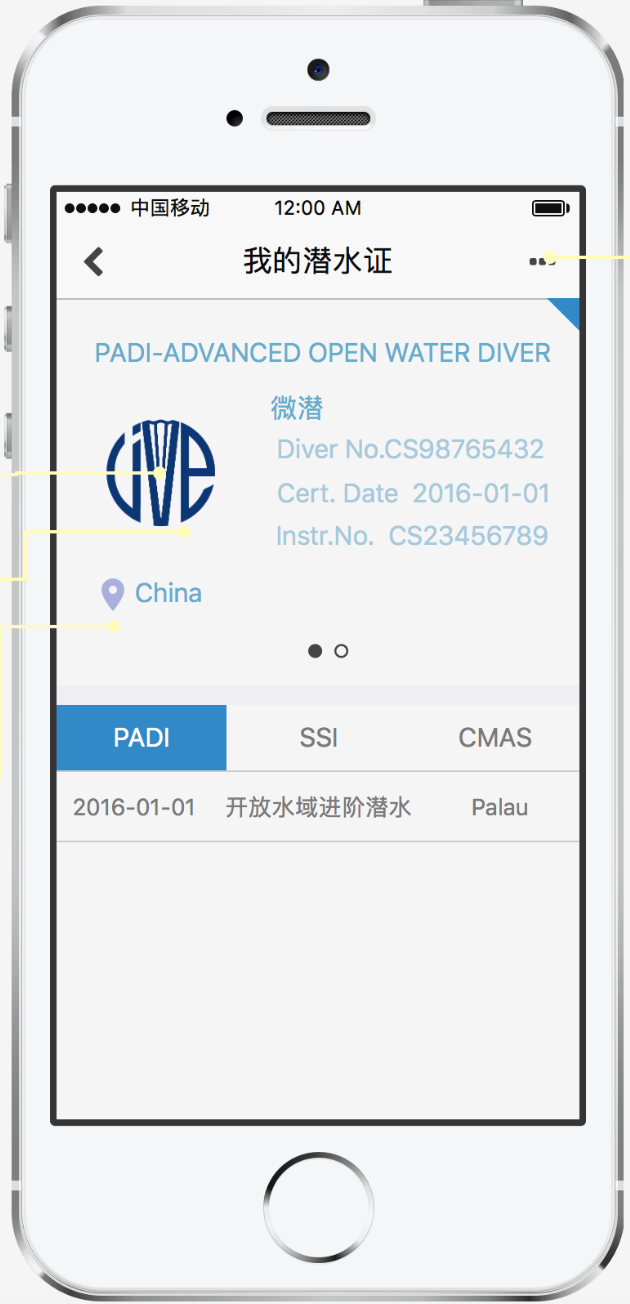 中国移动 12:00 AM
我的潜水证
PADI-ADVANCED OPEN WATER DIVER
微潜
Diver No.CS98765432
Cert. Date 2016-01-01
Instr.No. CS23456789
DIVE
China
PADI SSI CMAS
2016-01-01 开放水域进阶潜水 Palau